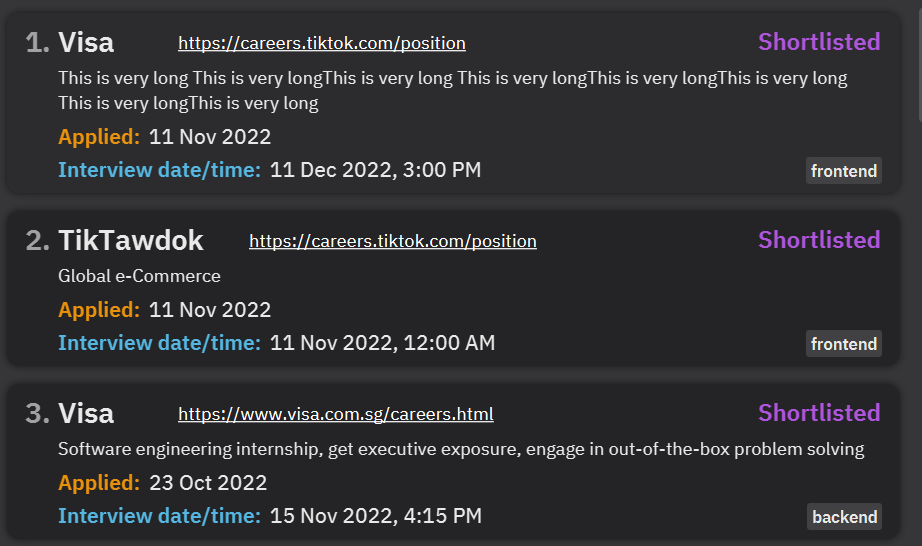 1. Visa https://careers.tiktok.com/position Shortlisted
This is very long This is very longThis is very long This is very longThis is very longThis is very long
This is very longThis is very long
Applied: 11 Nov 2022
Interview date/time: 11 Dec 2022, 3:00 PM frontend
2. TikTawdok https://careers.tiktok.com/position Shortlisted
Global e-Commerce
Applied: 11 Nov 2022
Interview date/time: 11 Nov 2022, 12:00 AM frontend
3. Visa https://www.visa.com.sg/careers.html Shortlisted
Software engineering internship, get executive exposure, engage in out-of-the-box problem solving
Applied: 23 Oct 2022
Interview date/time: 15 Nov 2022, 4:15 PM backend